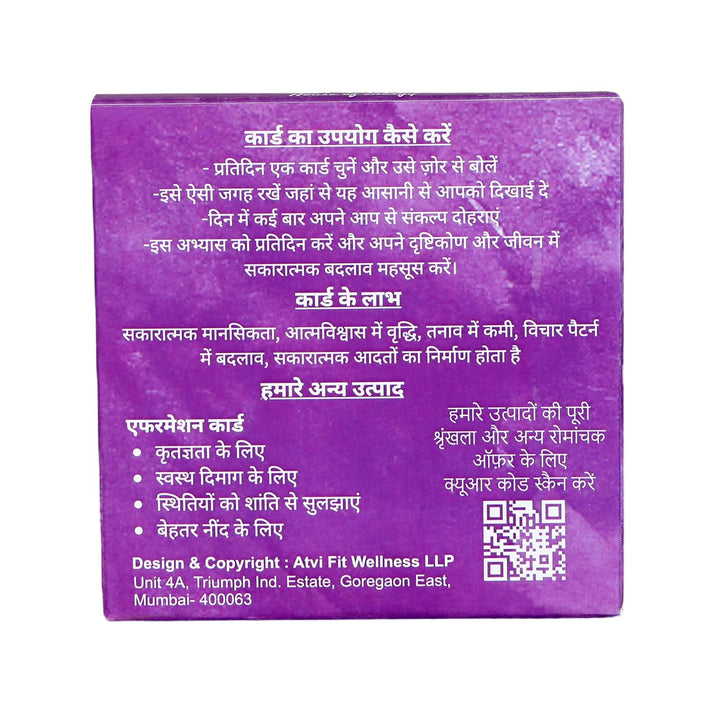 कार्ड का उपयोग कैसे करें
- प्रतिदिन एक कार्ड चुनें और उसे ज़ोर से बोलें
-इसे ऐसी जगह रखें जहां से यह आसानी से आपको दिखाई दे
-दिन में कई बार अपने आप से संकल्प दोहराएं
-इस अभ्यास को प्रतिदिन करें और अपने दृष्टिकोण और जीवन में
सकारात्मक बदलाव महसूस करें।
कार्ड के लाभ
सकारात्मक मानसिकता, आत्मविश्वास में वृद्धि, तनाव में कमी, विचार पैटर्न
में बदलाव, सकारात्मक आदतों का निर्माण होता है
हमारे अन्य उत्पाद
एफरमेशन कार्ड
• कृतज्ञता के लिए
• स्वस्थ दिमाग के लिए
• स्थितियों को शांति से सुलझाएं
• बेहतर नींद के लिए
हमारे उत्पादों की पूरी
श्रृंखला और अन्य रोमांचक
ऑफ़र के लिए
क्यूआर कोड स्कैन करें
Design & Copyright : Atvi Fit Wellness LLP
Unit 4A, Triumph Ind. Estate, Goregaon East,
Mumbai- 400063